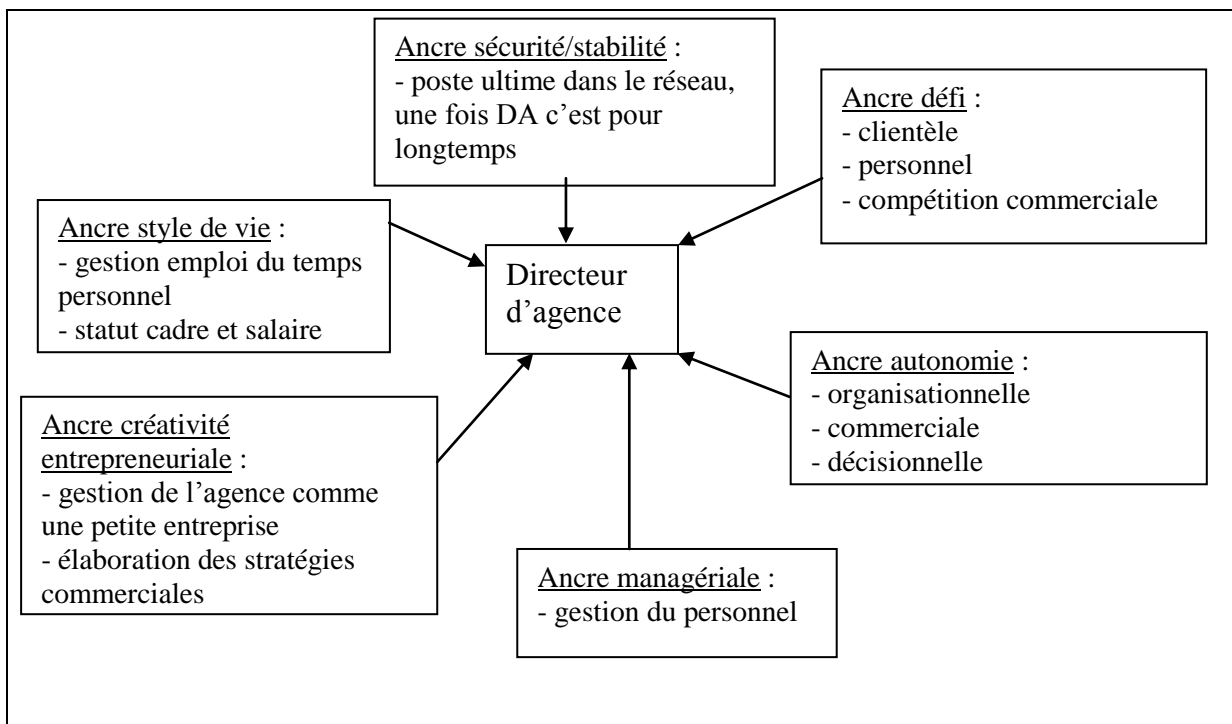 Ancre sécurité/stabilité :
- poste ultime dans le réseau,
une fois DA c’est pour
longtemps
Ancre défi :
- clientèle
- personnel
- compétition commerciale
Ancre style de vie :
- gestion emploi du temps
personnel
- statut cadre et salaire
Directeur
d’agence
Ancre autonomie :
- organisationnelle
- commerciale
- décisionnelle
Ancre créativité
entrepreneuriale :
- gestion de l’agence comme
une petite entreprise
- élaboration des stratégies
commerciales
Ancre managériale :
- gestion du personnel